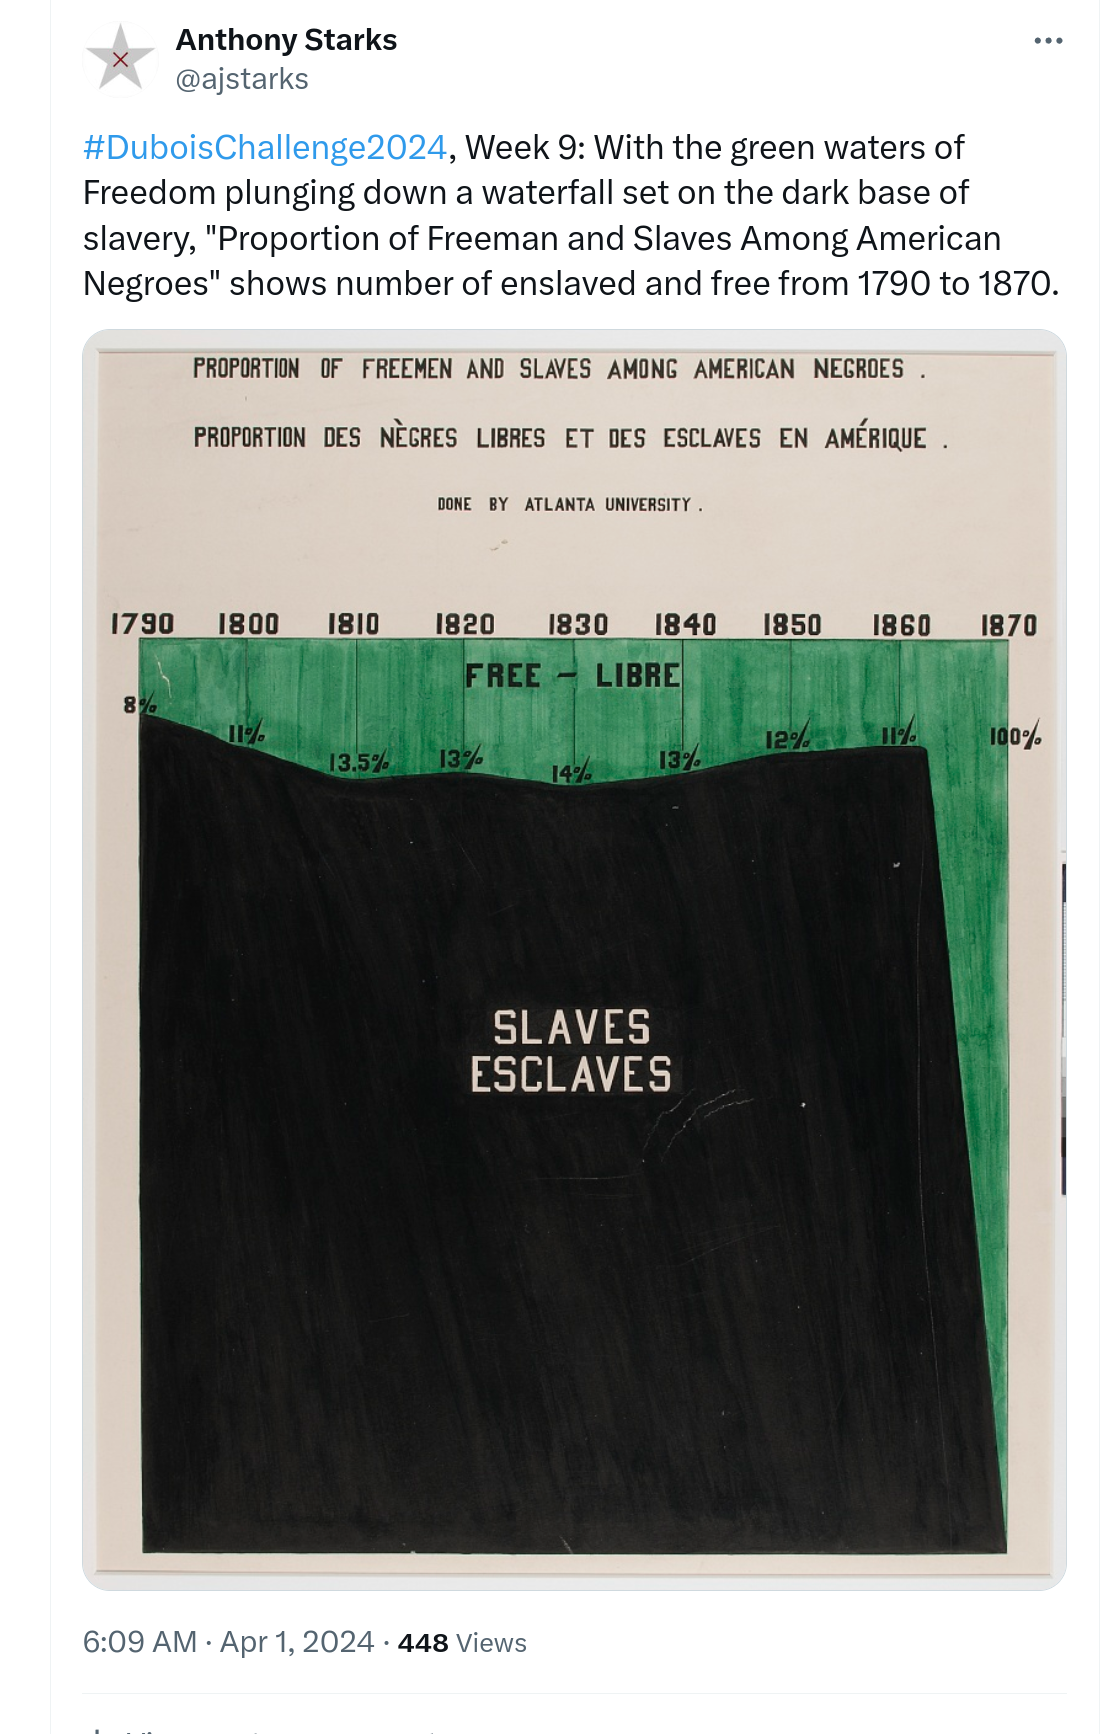 Anthony Starks
@ajstarks
#DuboisChallenge2024, Week 9: With the green waters of
Freedom plunging down a waterfall set on the dark base of
slavery, "Proportion of Freeman and Slaves Among American
Negroes" shows number of enslaved and free from 1790 to 1870.
PROPORTION OF FREEMEN AND SLAVES AMONG AMERICAN NEGROES .
PROPORTION DES NÈGRES LIBRES ET DES ESCLAVES EN AMÉRIQUE .
DONE BY ATLANTA UNIVERSITY .
1790 1800 1810 1820 1830 1840 1850 1860 1870
FREE – LIBRE
8% 11% 13.5% 13% 14% 13% 12% 11% 100%
SLAVES
ESCLAVES
6:09 AM · Apr 1, 2024 · 448 Views